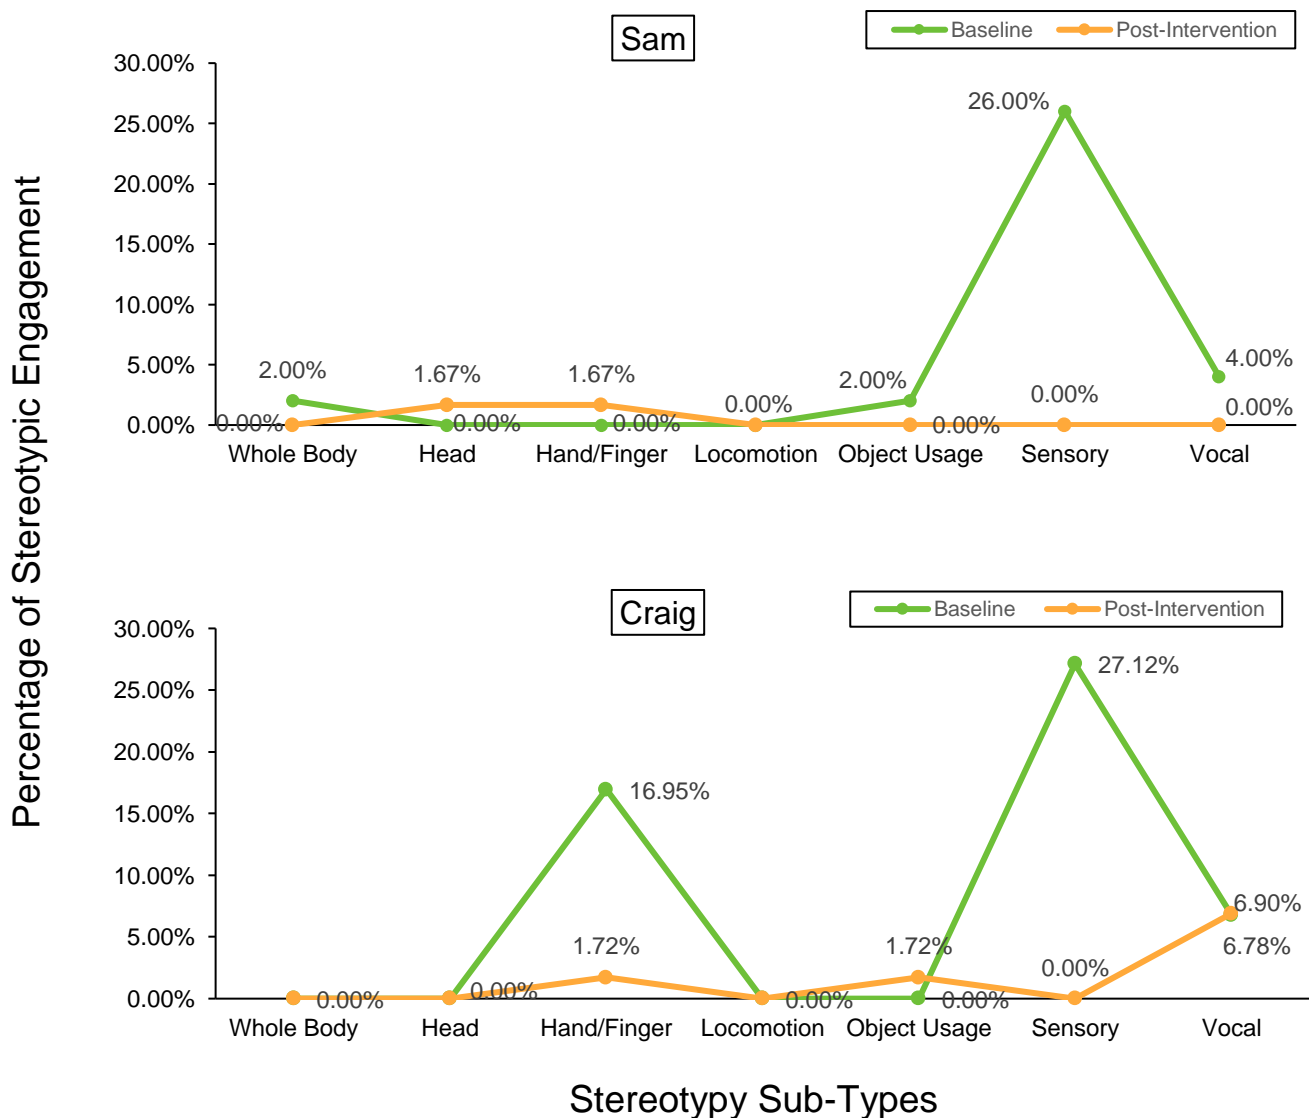 Sam
Baseline Post-Intervention
30.00%
25.00%
20.00%
15.00%
10.00%
5.00%
0.00%
26.00%
2.00% 1.67% 1.67% 0.00% 2.00% 0.00% 4.00%
0.00% 0.00% 0.00% 0.00% 0.00%
Whole Body Head Hand/Finger Locomotion Object Usage Sensory Vocal
Percentage of Stereotypic Engagement
Craig
Baseline Post-Intervention
30.00%
25.00%
20.00%
15.00%
10.00%
5.00%
0.00%
27.12%
16.95%
6.90%
1.72% 1.72% 0.00% 6.78%
0.00% 0.00% 0.00% 0.00%
Whole Body Head Hand/Finger Locomotion Object Usage Sensory Vocal
Stereotypy Sub-Types